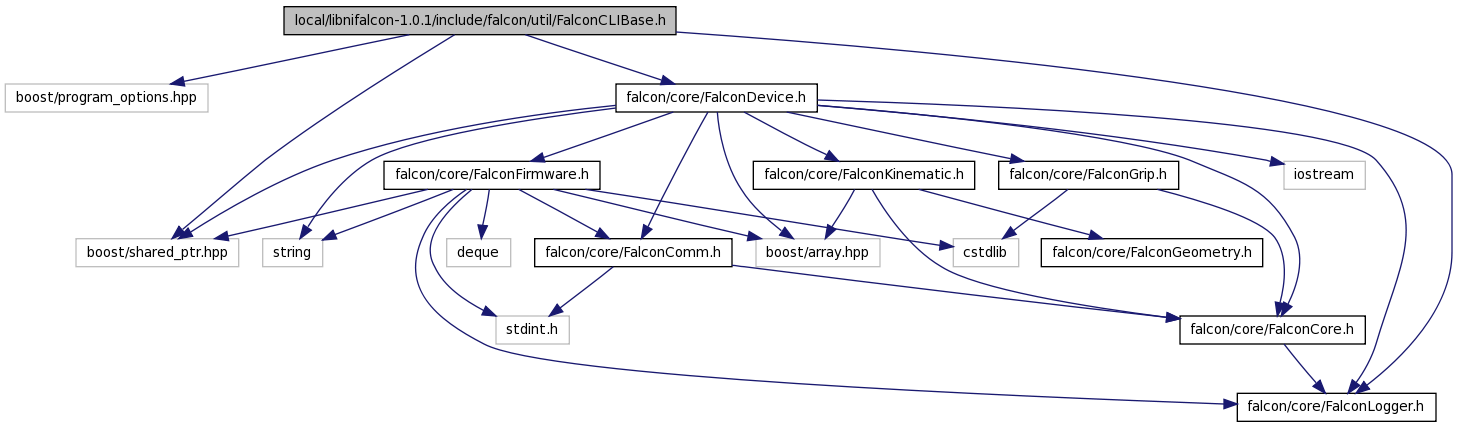 local/libnifalcon-1.0.1/include/falcon/util/FalconCLIBase.h
boost/program_options.hpp
falcon/core/FalconDevice.h
falcon/core/FalconFirmware.h
falcon/core/FalconKinematic.h
falcon/core/FalconGrip.h
iostream
boost/shared_ptr.hpp
string
deque
falcon/core/FalconComm.h
boost/array.hpp
cstdlib
falcon/core/FalconGeometry.h
stdint.h
falcon/core/FalconCore.h
falcon/core/FalconLogger.h